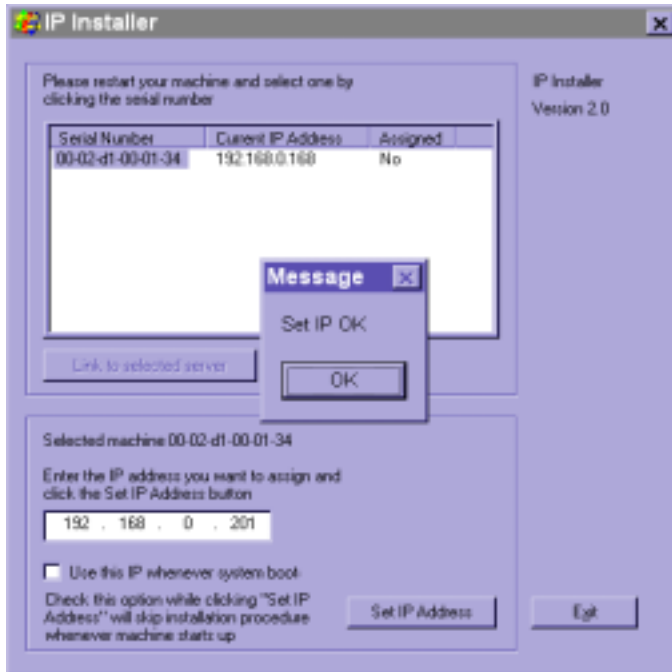 IP Installer
Please restart your machine and select one by
clicking the serial number
IP Installer
Version 2.0
Serial Number Current IP Address Assigned
00-02-d1-00-01-34 192.168.0.168 No
Message
Set IP OK
OK
Link to selected server
Selected machine 00-02-d1-00-01-34
Enter the IP address you want to assign and
click the Set IP Address button
192 . 168 . 0 . 201
Use this IP whenever system boot
Check this option while clicking "Set IP
Address" will skip installation procedure
whenever machine starts up
Set IP Address
Exit